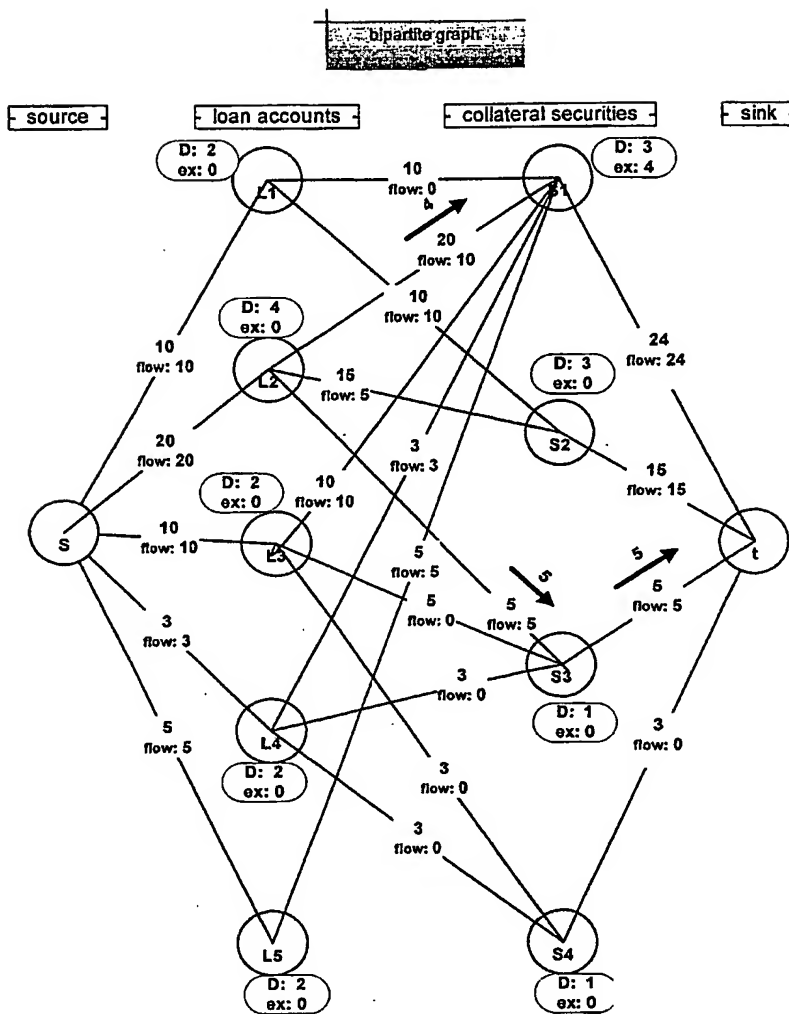 bipartite graph
source
loan accounts
collateral securities
sink
D: 2
ex: 0
L1
10
flow: 0
D: 3
ex: 4
S1
4
20
flow: 10
10
flow: 10
D: 4
ex: 0
L2
10
flow: 10
15
flow: 5
24
flow: 24
D: 3
ex: 0
S2
20
flow: 20
3
flow: 3
15
flow: 15
D: 2
ex: 0
10
flow: 10
S
10
flow: 10
L3
t
5
flow: 5
5
5
5
flow: 0
5
flow: 5
5
flow: 5
3
flow: 3
S3
3
flow: 0
D: 1
ex: 0
5
flow: 5
L4
D: 2
ex: 0
3
flow: 0
3
flow: 0
3
flow: 0
L5
D: 2
ex: 0
S4
D: 1
ex: 0